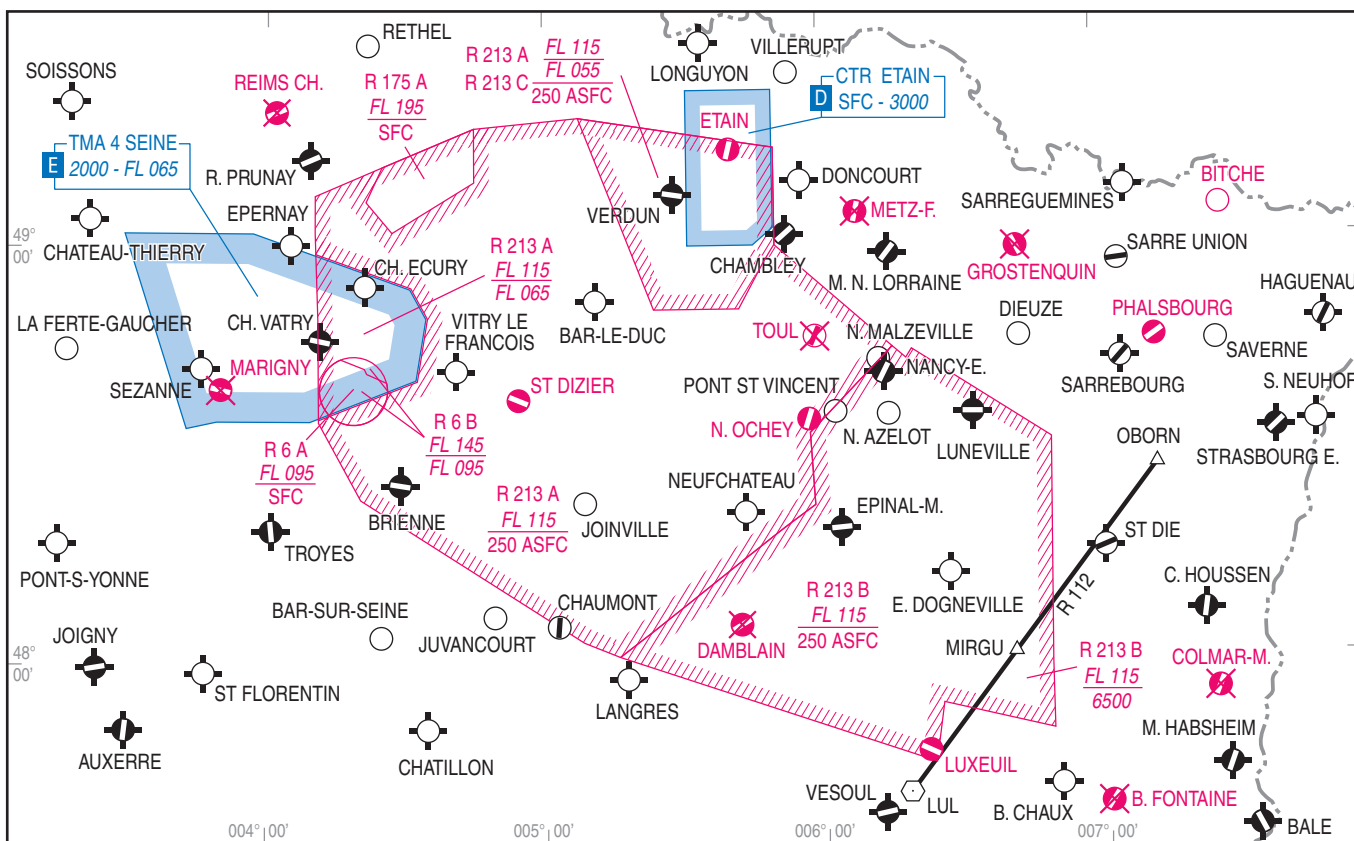 RETHEL
SOISSONS
REIMS CH.
R 175 A
FL 195
SFC
R 213 A
R 213 C
FL 115
FL 055
250 ASFC
LONGUYON
VILLERUPT
D
CTR ETAIN
SFC - 3000
ETAIN
E
TMA 4 SEINE
2000 - FL 065
R. PRUNAY
VERDUN
DONCOURT
METZ-F.
SARREGUEMINES
BITCHE
EPERNAY
49°
00'
CHATEAU-THIERRY
CH. ECURY
R 213 A
FL 115
FL 065
CHAMBLEY
M. N. LORRAINE
GROSTENQUIN
SARRE UNION
HAGUENAU
LA FERTE-GAUCHER
CH. VATRY
VITRY LE
FRANCOIS
BAR-LE-DUC
TOUL
N. MALZEVILLE
DIEUZE
PHALSBOURG
SAVERNE
SEZANNE
MARIGNY
ST DIZIER
PONT ST VINCENT
NANCY-E.
SARREBOURG
S. NEUHOF
R 6 A
FL 095
SFC
R 6 B
FL 145
FL 095
N. OCHEY
N. AZELOT
LUNEVILLE
OBORN
STRASBOURG E.
BRIENNE
R 213 A
FL 115
250 ASFC
JOINVILLE
NEUFCHATEAU
EPINAL-M.
TROYES
ST DIE
PONT-S-YONNE
BAR-SUR-SEINE
JUVANCOURT
CHAUMONT
R 213 B
FL 115
250 ASFC
E. DOGNEVILLE
R 112
C. HOUSSEN
JOIGNY
DAMBLAIN
MIRGU
R 213 B
FL 115
6500
COLMAR-M.
48°
00'
ST FLORENTIN
LANGRES
AUXERRE
CHATILLON
LUXEUIL
M. HABSHEIM
VESOUL
LUL
B. CHAUX
B. FONTAINE
BALE
004° 00'
005° 00'
006° 00'
007° 00'